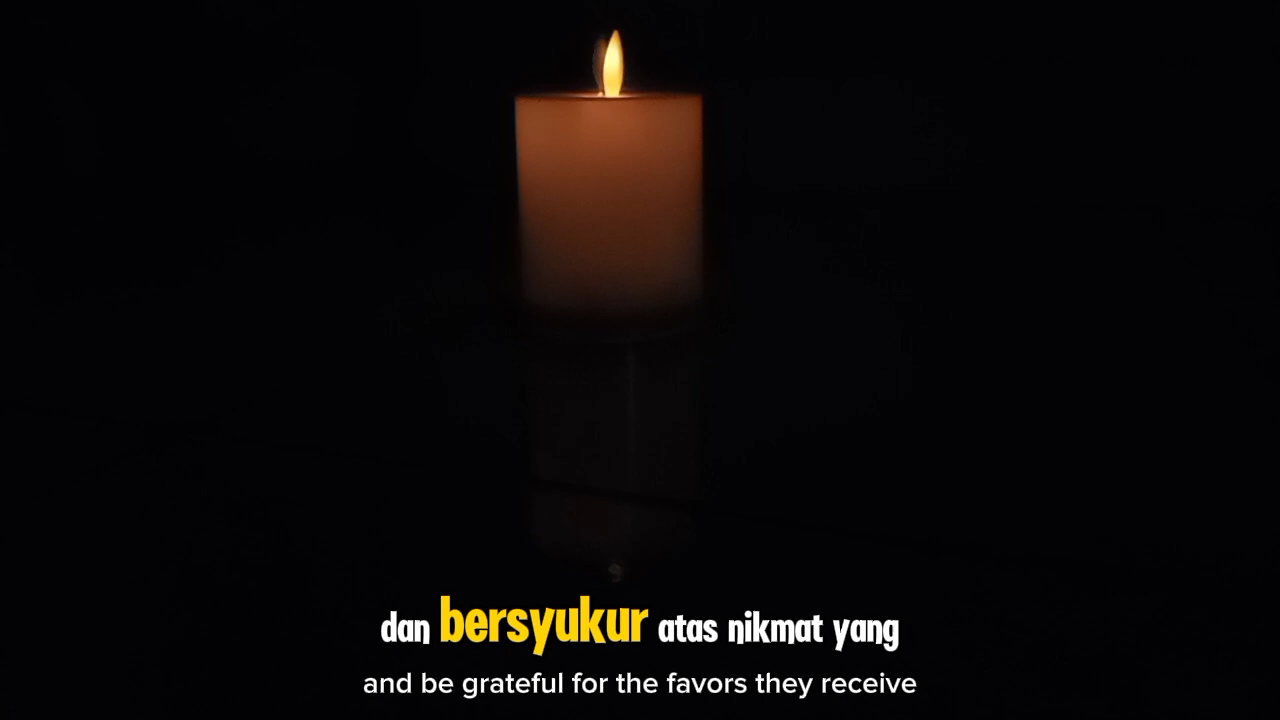 dan bersyukur atas nikmat yang
and be grateful for the favors they receive